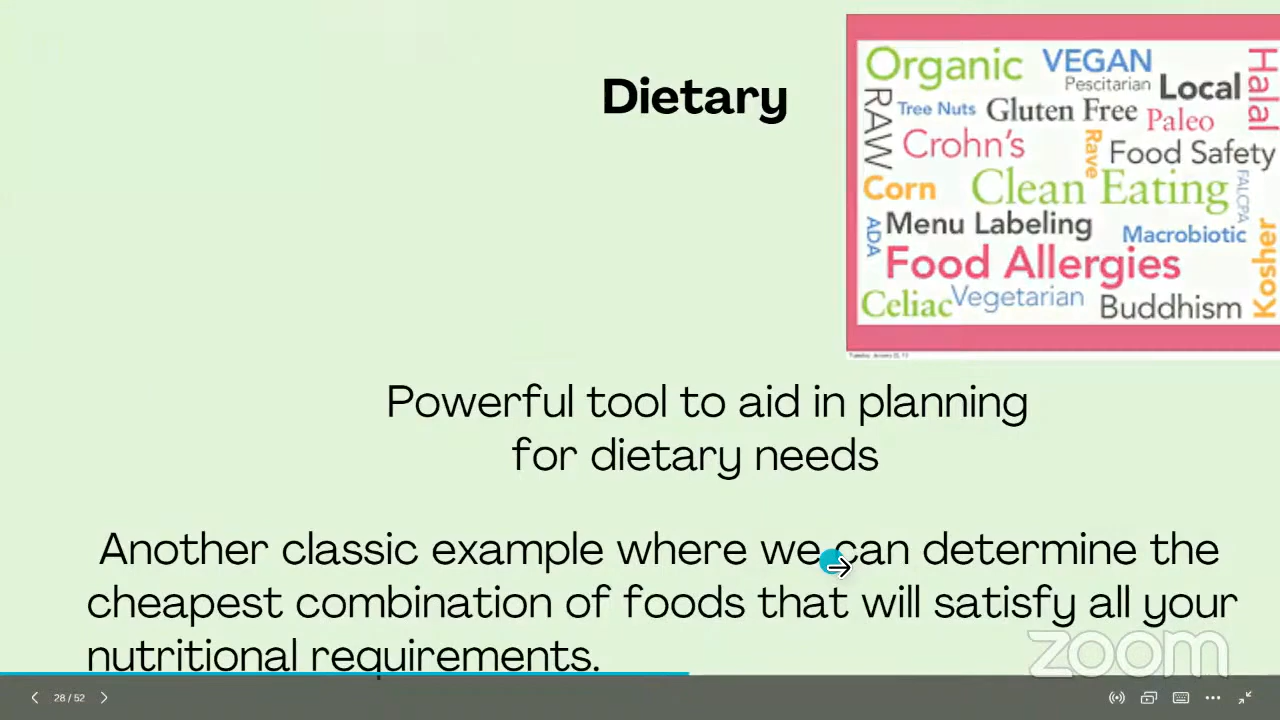 Dietary
Organic
VEGAN
Pescitarian
Local
Halal
RAW
Tree Nuts
Gluten Free
Paleo
Crohn's
Rave
Food Safety
Corn
Clean Eating
FALCPA
ADA
Menu Labeling
Macrobiotic
Kosher
Food Allergies
Celiac
Vegetarian
Buddhism
Powerful tool to aid in planning
for dietary needs
Another classic example where we can determine the
cheapest combination of foods that will satisfy all your
nutritional requirements.
zoom
28 / 52